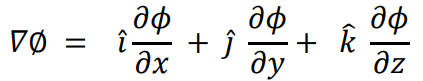 ∇∅ = î ∂ϕ/∂x + ĵ ∂ϕ/∂y + k̂ ∂ϕ/∂z